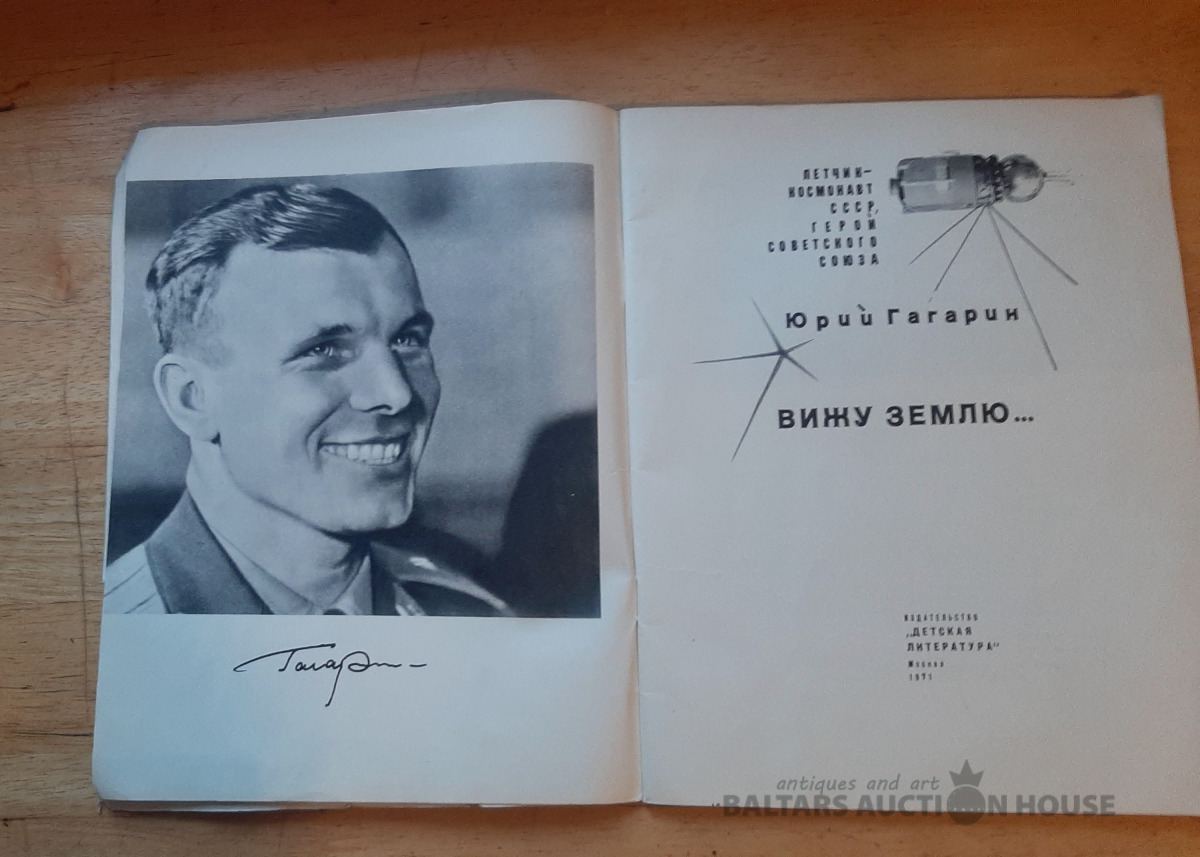 Гагарин
ЛЕТЧИК-
КОСМОНАВТ
СССР,
ГЕРОЙ
СОВЕТСКОГО
СОЮЗА
Юрий Гагарин
ВИЖУ ЗЕМЛЮ...
ИЗДАТЕЛЬСТВО
„ДЕТСКАЯ
ЛИТЕРАТУРА"
Москва
1971
antiques and art
BALTARS AUCTION HOUSE